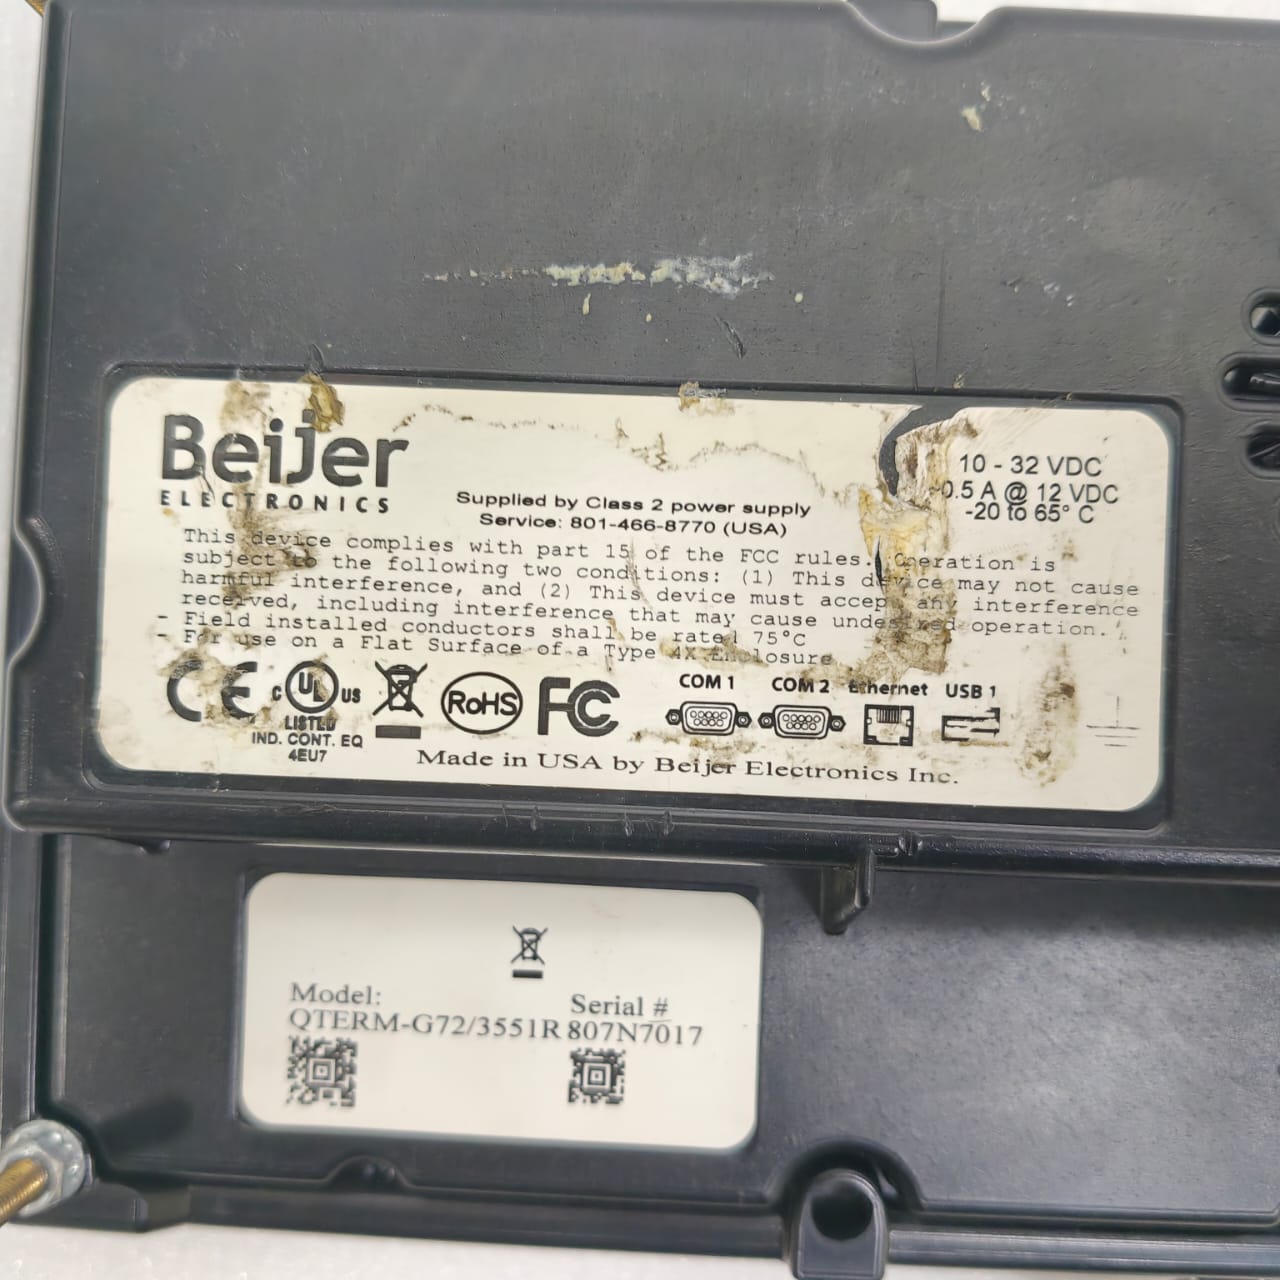 Beijer
ELECTRONICS
Supplied by Class 2 power supply
Service: 801-466-8770 (USA)
10 - 32 VDC
~0.5 A @ 12 VDC
-20 to 65° C
This device complies with part 15 of the FCC rules. Operation is
subject to the following two conditions: (1) This device may not cause
harmful interference, and (2) This device must accept any interference
received, including interference that may cause undesired operation.
- Field installed conductors shall be rated 75°C
- For use on a Flat Surface of a Type 4X Enclosure
CE
C UL US
LISTED
IND. CONT. EQ
4EU7
RoHS
FC
COM 1
COM 2
Ethernet
USB 1
Made in USA by Beijer Electronics Inc.
Model:
QTERM-G72/3551R
Serial #
807N7017